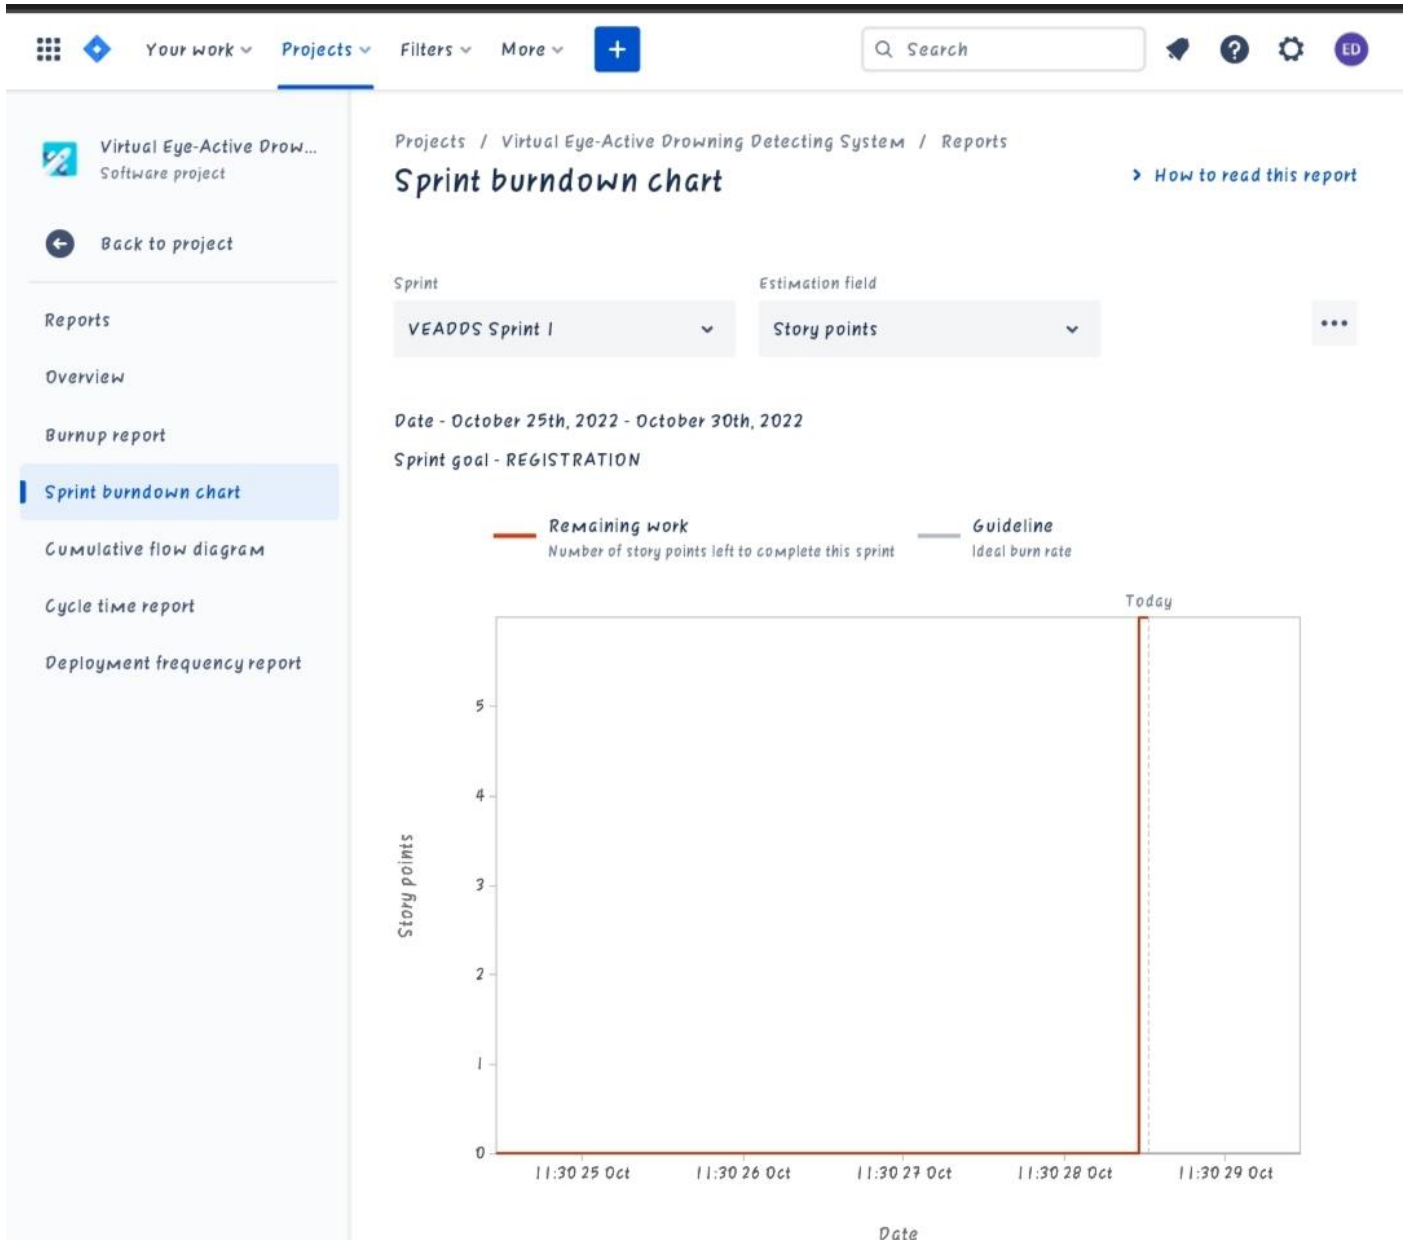 Your work Projects Filters More + Search ? ED
Virtual Eye-Active Drow...
Software project
Back to project
Reports
Overview
Burnup report
Sprint burndown chart
Cumulative flow diagram
Cycle time report
Deployment frequency report
Projects / Virtual Eye-Active Drowning Detecting System / Reports
Sprint burndown chart
How to read this report
Sprint
VEADDS Sprint 1
Estimation field
Story points
Date - October 25th, 2022 - October 30th, 2022
Sprint goal - REGISTRATION
Remaining work
Number of story points left to complete this sprint
Guideline
Ideal burn rate
Today
5
4
3
2
1
0
Story points
11:30 25 Oct 11:30 26 Oct 11:30 27 Oct 11:30 28 Oct 11:30 29 Oct
Date